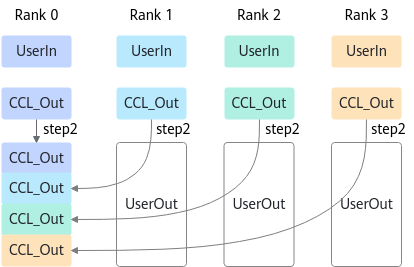 Rank 0 Rank 1 Rank 2 Rank 3
UserIn UserIn UserIn UserIn
CCL_Out CCL_Out CCL_Out CCL_Out
step2 step2 step2 step2
CCL_Out
CCL_Out
UserOut UserOut UserOut
CCL_Out
CCL_Out